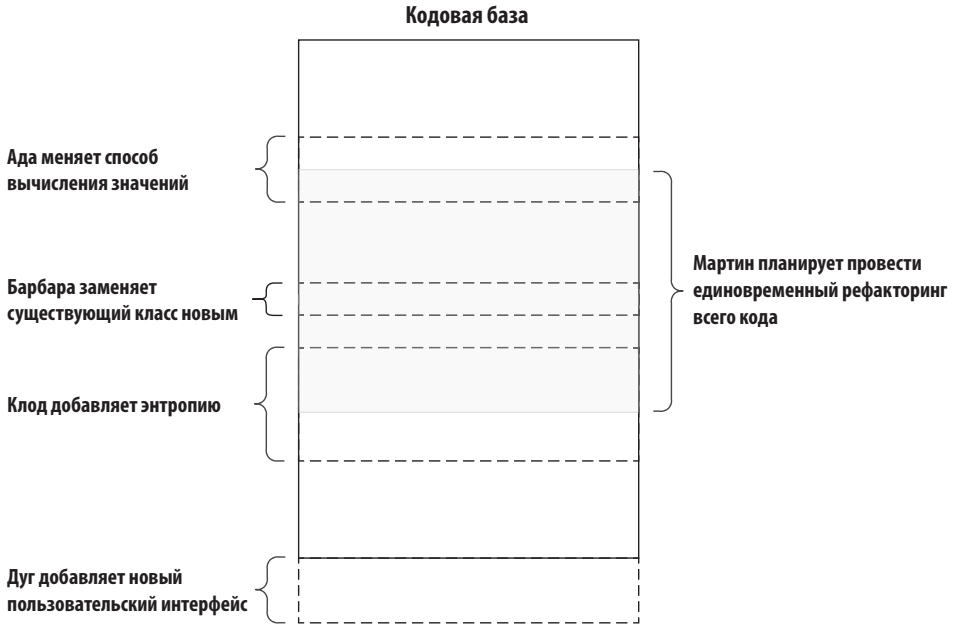 Кодовая база
Ада меняет способ
вычисления значений
Барбара заменяет
существующий класс новым
Клод добавляет энтропию
Дуг добавляет новый
пользовательский интерфейс
Мартин планирует провести
единовременный рефакторинг
всего кода